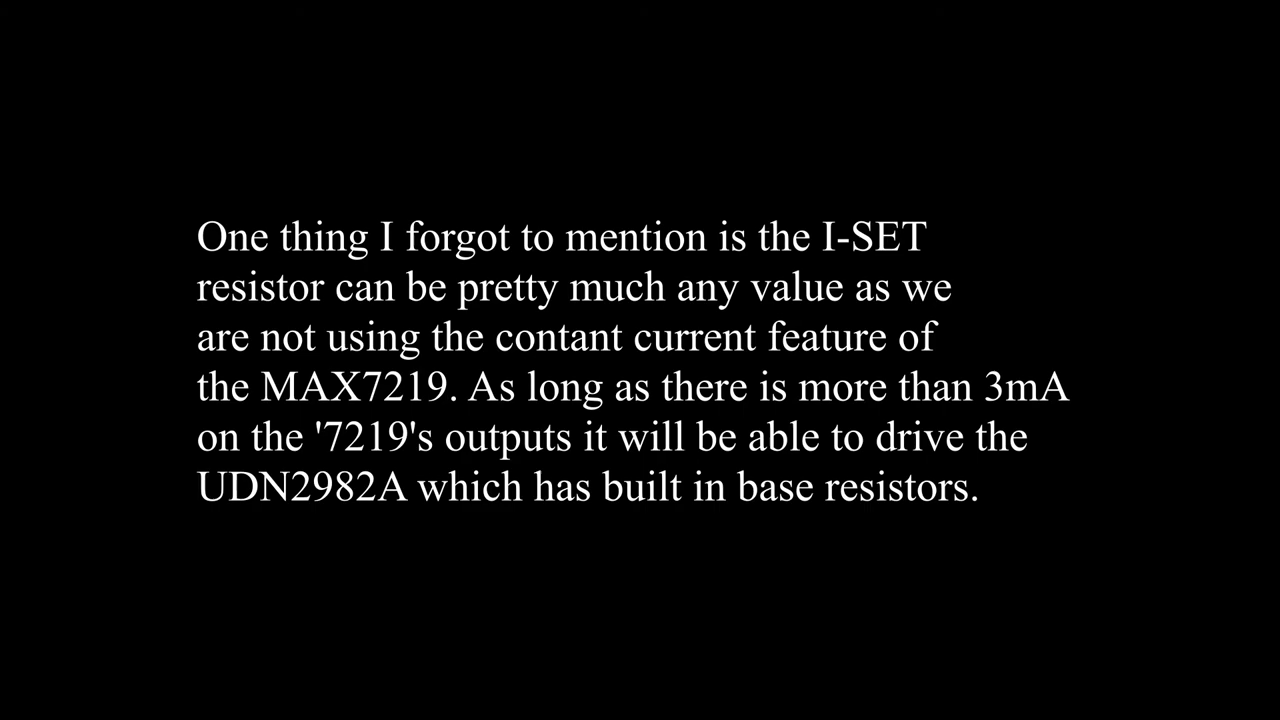 One thing I forgot to mention is the I-SET
resistor can be pretty much any value as we
are not using the contant current feature of
the MAX7219. As long as there is more than 3mA
on the '7219's outputs it will be able to drive the
UDN2982A which has built in base resistors.